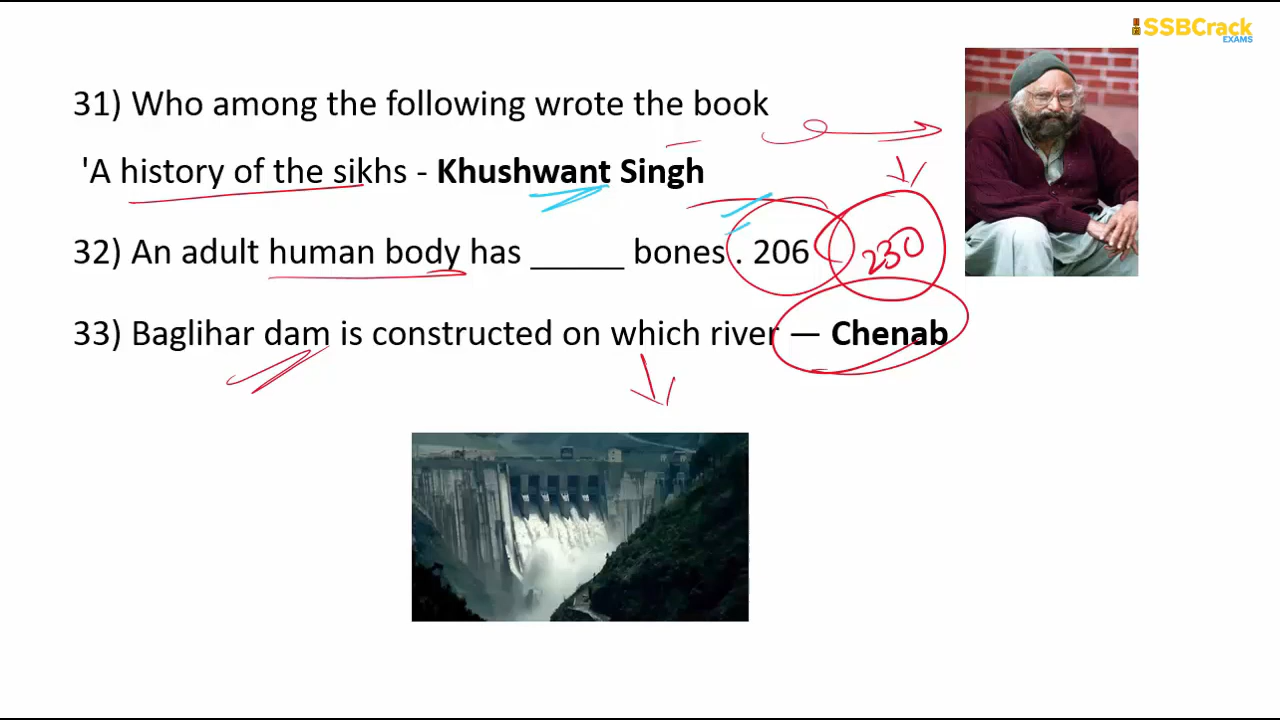 SSBCrack
EXAMS
31) Who among the following wrote the book
'A history of the sikhs - Khushwant Singh
32) An adult human body has _____ bones . 206 230
33) Baglihar dam is constructed on which river — Chenab